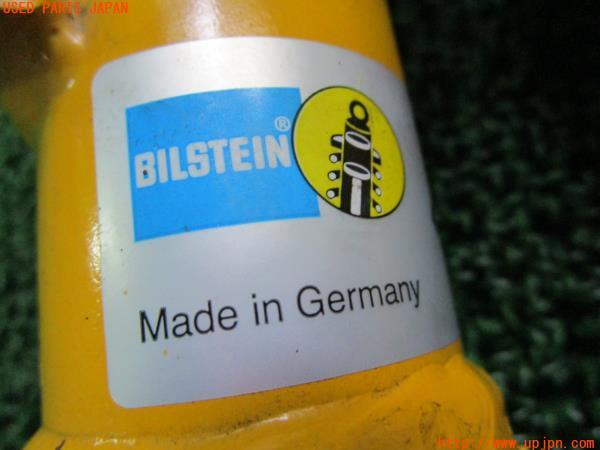 USED PARTS JAPAN
BILSTEIN®
Made in Germany
http://www.upjpn.com